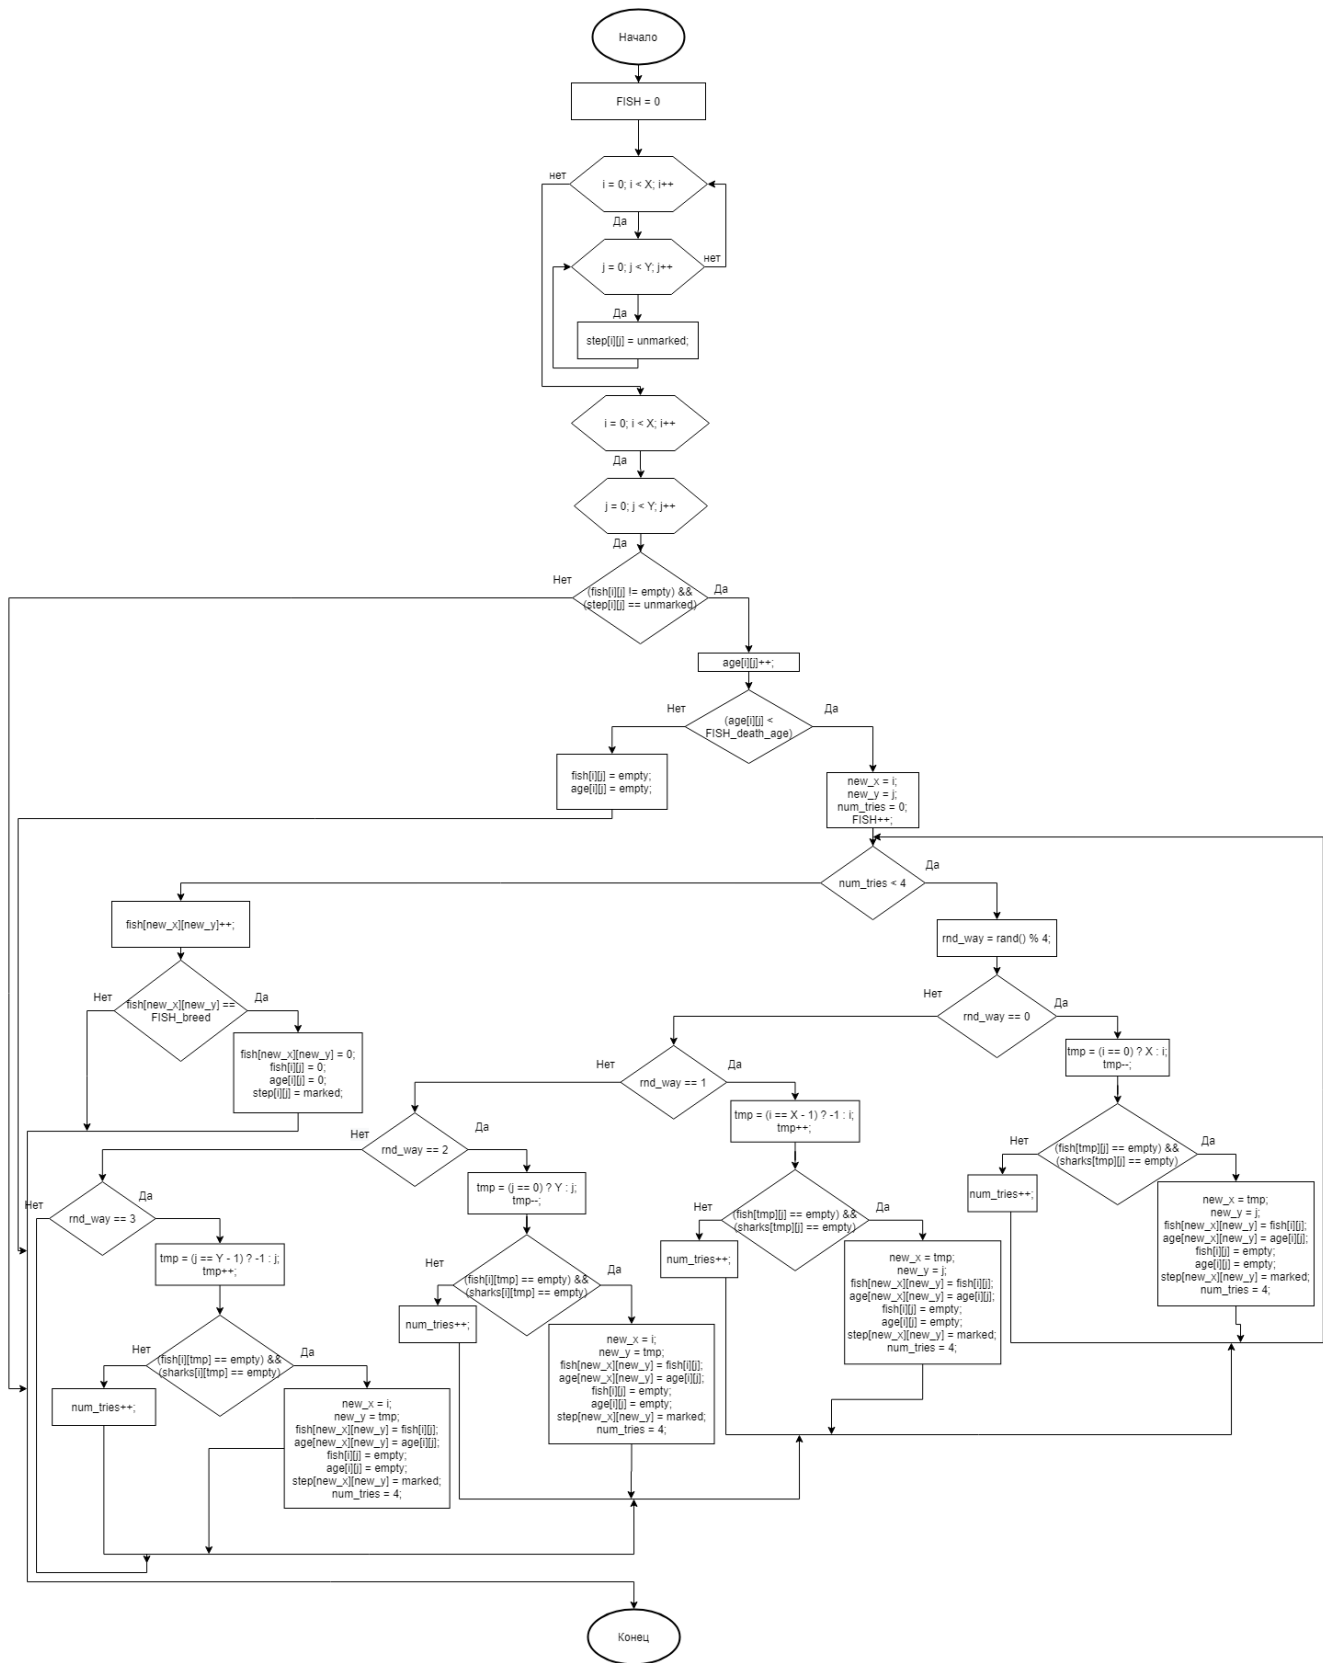 Начало
FISH = 0
нет
i = 0; i < X; i++
Да
j = 0; j < Y; j++
нет
Да
step[i][j] = unmarked;
i = 0; i < X; i++
Да
j = 0; j < Y; j++
Да
Нет
(fish[i][j] != empty) &&
(step[i][j] == unmarked)
Да
age[i][j]++;
Нет
(age[i][j] <
FISH_death_age)
Да
fish[i][j] = empty;
age[i][j] = empty;
new_x = i;
new_y = j;
num_tries = 0;
FISH++;
num_tries < 4
Да
fish[new_x][new_y]++;
rnd_way = rand() % 4;
Нет
fish[new_x][new_y] ==
FISH_breed
Да
fish[new_x][new_y] = 0;
fish[i][j] = 0;
age[i][j] = 0;
step[i][j] = marked;
Нет
rnd_way == 0
Да
tmp = (i == 0) ? X : i;
tmp--;
Нет
(fish[tmp][j] == empty) &&
(sharks[tmp][j] == empty)
Да
num_tries++;
new_x = tmp;
new_y = j;
fish[new_x][new_y] = fish[i][j];
age[new_x][new_y] = age[i][j];
fish[i][j] = empty;
age[i][j] = empty;
step[new_x][new_y] = marked;
num_tries = 4;
Нет
rnd_way == 1
Да
tmp = (i == X - 1) ? -1 : i;
tmp++;
Нет
(fish[tmp][j] == empty) &&
(sharks[tmp][j] == empty)
Да
num_tries++;
new_x = tmp;
new_y = j;
fish[new_x][new_y] = fish[i][j];
age[new_x][new_y] = age[i][j];
fish[i][j] = empty;
age[i][j] = empty;
step[new_x][new_y] = marked;
num_tries = 4;
Нет
rnd_way == 2
Да
tmp = (j == 0) ? Y : j;
tmp--;
Нет
(fish[i][tmp] == empty) &&
(sharks[i][tmp] == empty)
Да
num_tries++;
new_x = i;
new_y = tmp;
fish[new_x][new_y] = fish[i][j];
age[new_x][new_y] = age[i][j];
fish[i][j] = empty;
age[i][j] = empty;
step[new_x][new_y] = marked;
num_tries = 4;
Нет
rnd_way == 3
Да
tmp = (j == Y - 1) ? -1 : j;
tmp++;
Нет
(fish[i][tmp] == empty) &&
(sharks[i][tmp] == empty)
Да
num_tries++;
new_x = i;
new_y = tmp;
fish[new_x][new_y] = fish[i][j];
age[new_x][new_y] = age[i][j];
fish[i][j] = empty;
age[i][j] = empty;
step[new_x][new_y] = marked;
num_tries = 4;
Конец